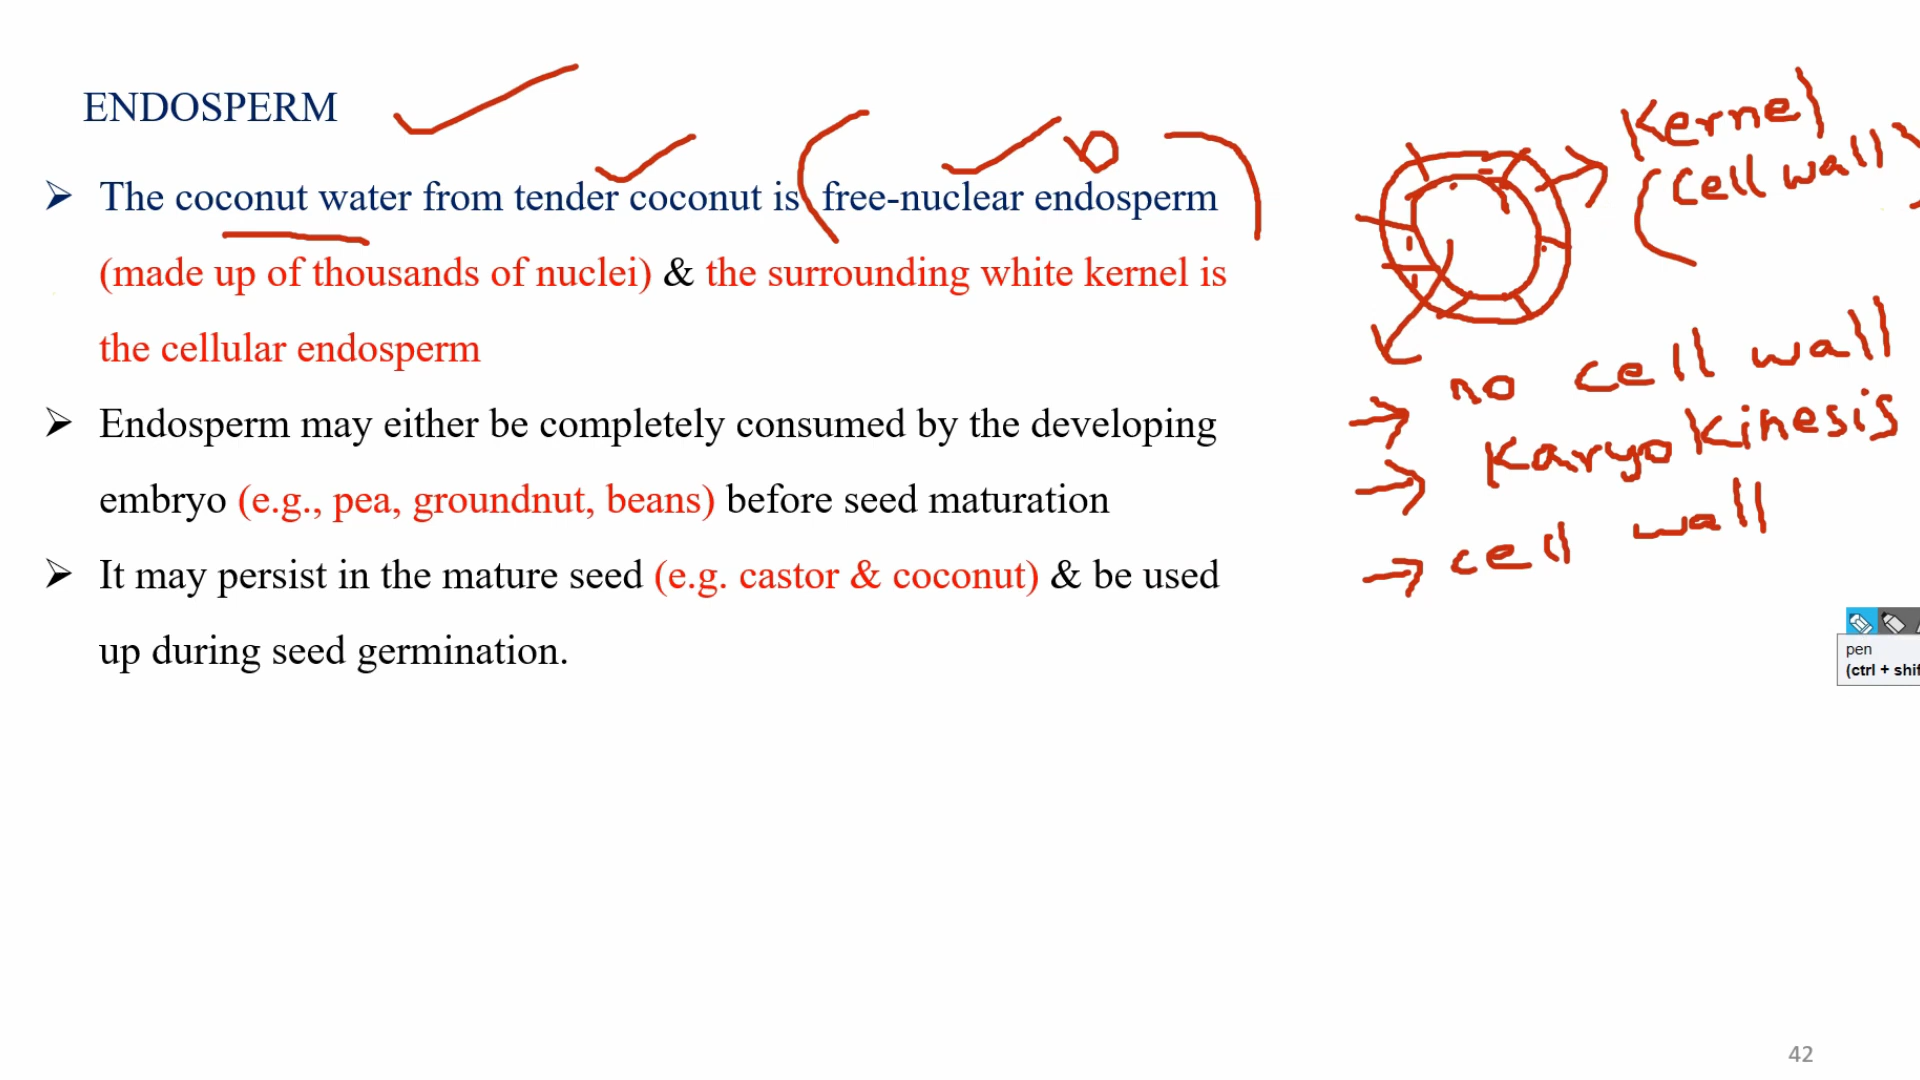 ENDOSPERM
➢ The coconut water from tender coconut is free-nuclear endosperm
(made up of thousands of nuclei) & the surrounding white kernel is
the cellular endosperm
➢ Endosperm may either be completely consumed by the developing
embryo (e.g., pea, groundnut, beans) before seed maturation
➢ It may persist in the mature seed (e.g. castor & coconut) & be used
up during seed germination.
Kernel
(cell wall)
→ no cell wall
→ Karyokinesis
→ cell wall
pen
(ctrl + shif
42